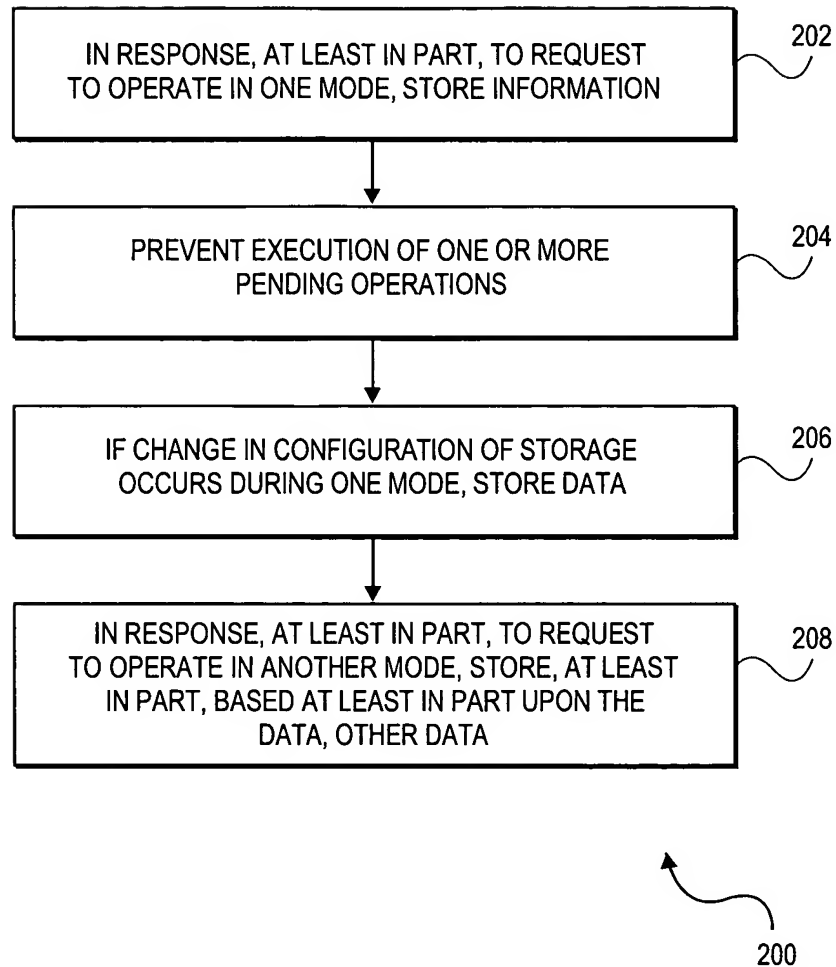 IN RESPONSE, AT LEAST IN PART, TO REQUEST
TO OPERATE IN ONE MODE, STORE INFORMATION
202
PREVENT EXECUTION OF ONE OR MORE
PENDING OPERATIONS
204
IF CHANGE IN CONFIGURATION OF STORAGE
OCCURS DURING ONE MODE, STORE DATA
206
IN RESPONSE, AT LEAST IN PART, TO REQUEST
TO OPERATE IN ANOTHER MODE, STORE, AT LEAST
IN PART, BASED AT LEAST IN PART UPON THE
DATA, OTHER DATA
208
200